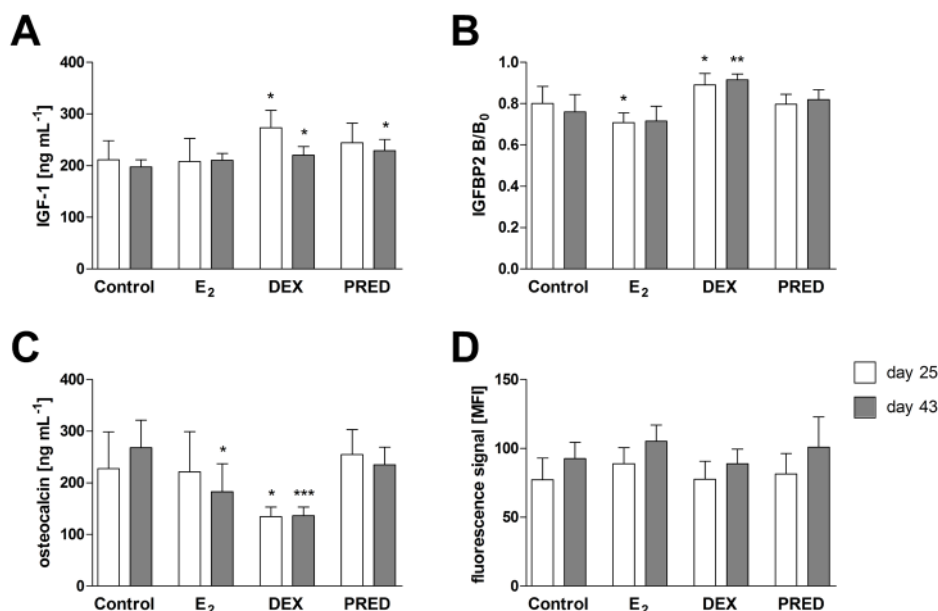 A
IGF-1 [ng mL⁻¹]
400
300
200
100
0
*
*
*
Control E₂ DEX PRED
B
IGFBP2 B/B₀
1.0
0.8
0.6
0.4
0.2
0.0
*
*
**
Control E₂ DEX PRED
C
osteocalcin [ng mL⁻¹]
400
300
200
100
0
*
*
***
Control E₂ DEX PRED
D
fluorescence signal [MFI]
150
100
50
0
Control E₂ DEX PRED
day 25
day 43